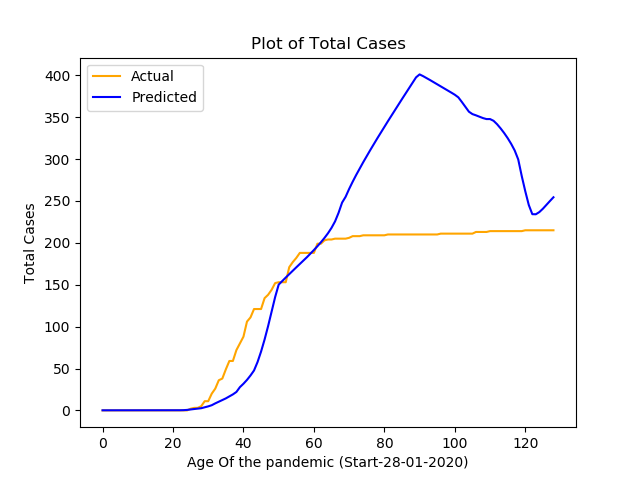 Plot of Total Cases
Actual
Predicted
400
350
300
250
200
150
100
50
0
Total Cases
0 20 40 60 80 100 120
Age Of the pandemic (Start-28-01-2020)